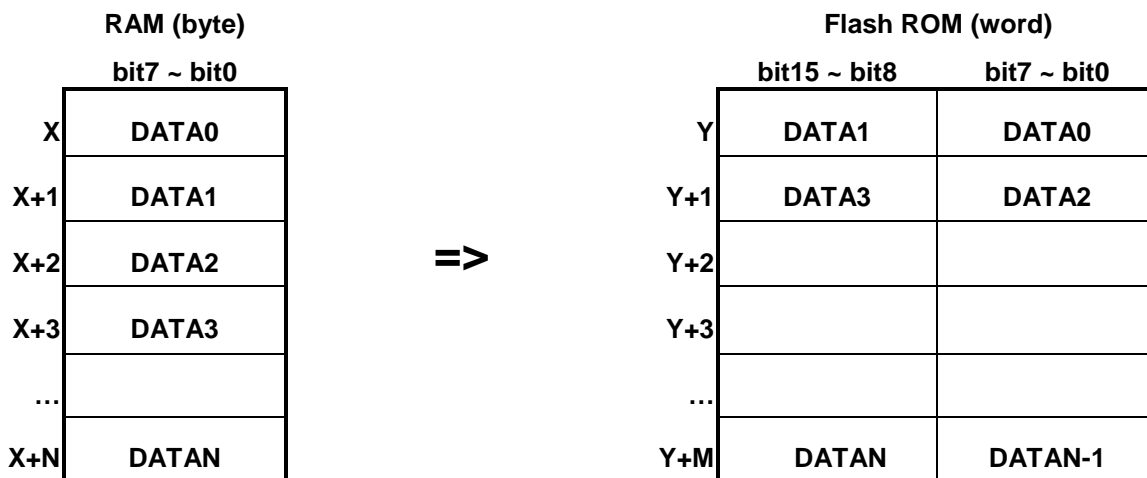 RAM (byte) Flash ROM (word)
bit7 ~ bit0 bit15 ~ bit8 bit7 ~ bit0
X DATA0 Y DATA1 DATA0
X+1 DATA1 Y+1 DATA3 DATA2
X+2 DATA2 => Y+2
X+3 DATA3 Y+3
… …
X+N DATAN Y+M DATAN DATAN-1